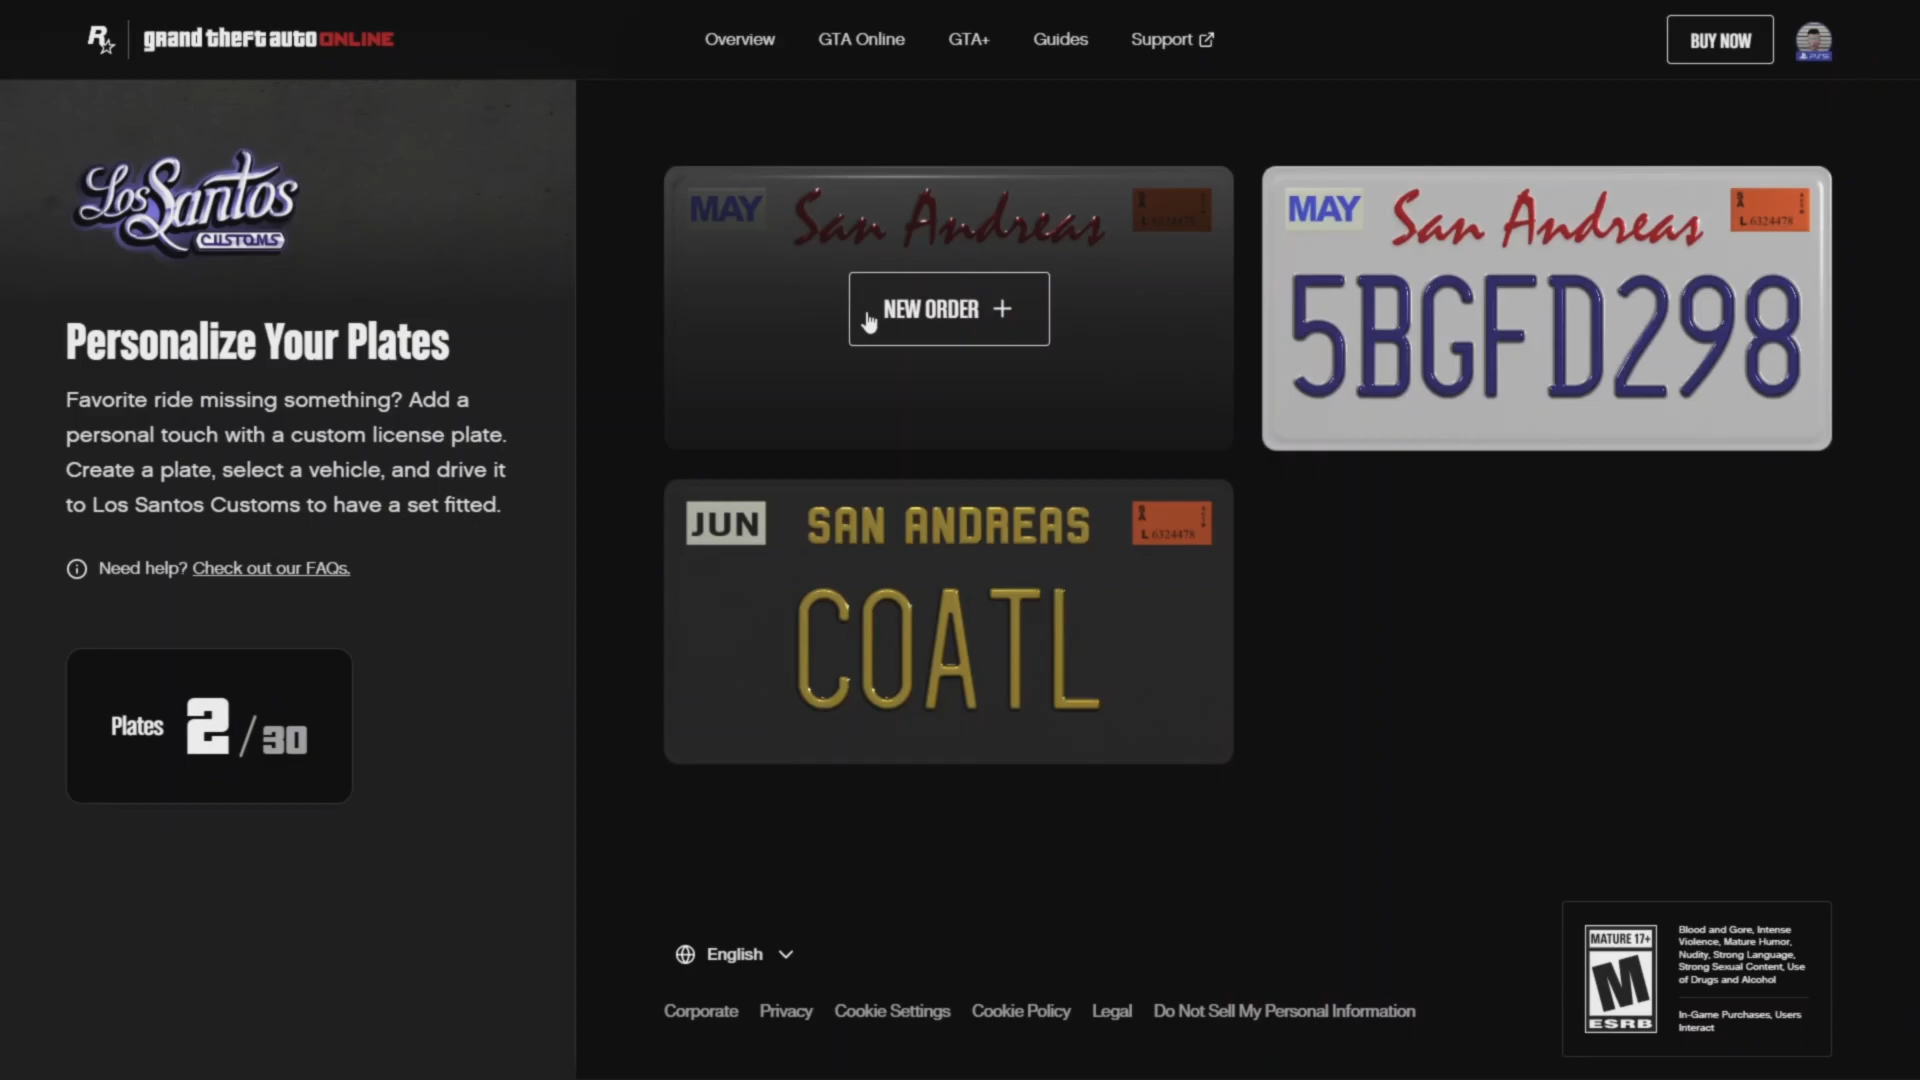 grand theft auto ONLINE
Overview
GTA Online
GTA+
Guides
Support
BUY NOW
Los Santos
CUSTOMS
Personalize Your Plates
Favorite ride missing something? Add a
personal touch with a custom license plate.
Create a plate, select a vehicle, and drive it
to Los Santos Customs to have a set fitted.
Need help? Check out our FAQs.
Plates 2 / 30
MAY San Andreas
NEW ORDER +
MAY San Andreas
L 6324478
5BGFD298
JUN SAN ANDREAS
L 6324478
COATL
English
Corporate
Privacy
Cookie Settings
Cookie Policy
Legal
Do Not Sell My Personal Information
MATURE 17+
M
ESRB
Blood and Gore, Intense
Violence, Mature Humor,
Nudity, Strong Language,
Strong Sexual Content, Use
of Drugs and Alcohol
In-Game Purchases, Users
Interact